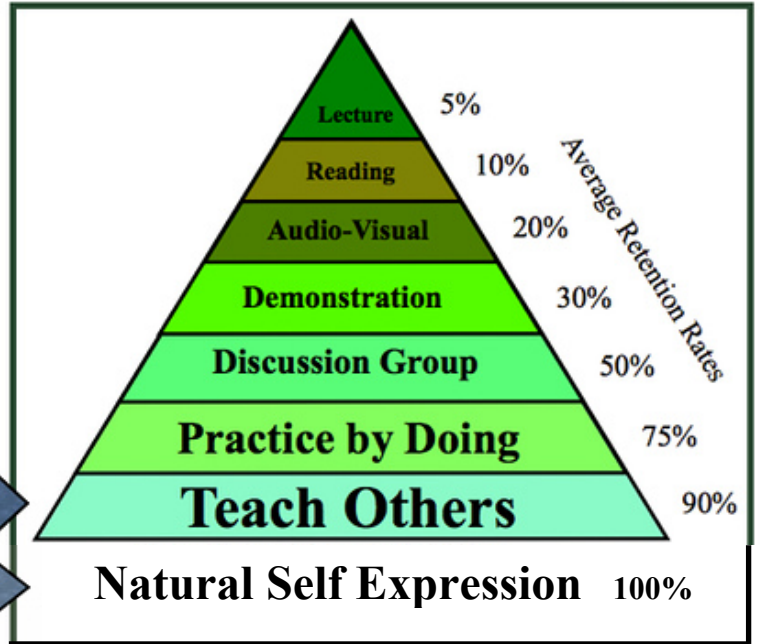 Lecture 5%
Reading 10%
Audio-Visual 20%
Demonstration 30%
Discussion Group 50%
Practice by Doing 75%
Teach Others 90%
Natural Self Expression 100%
Average Retention Rates